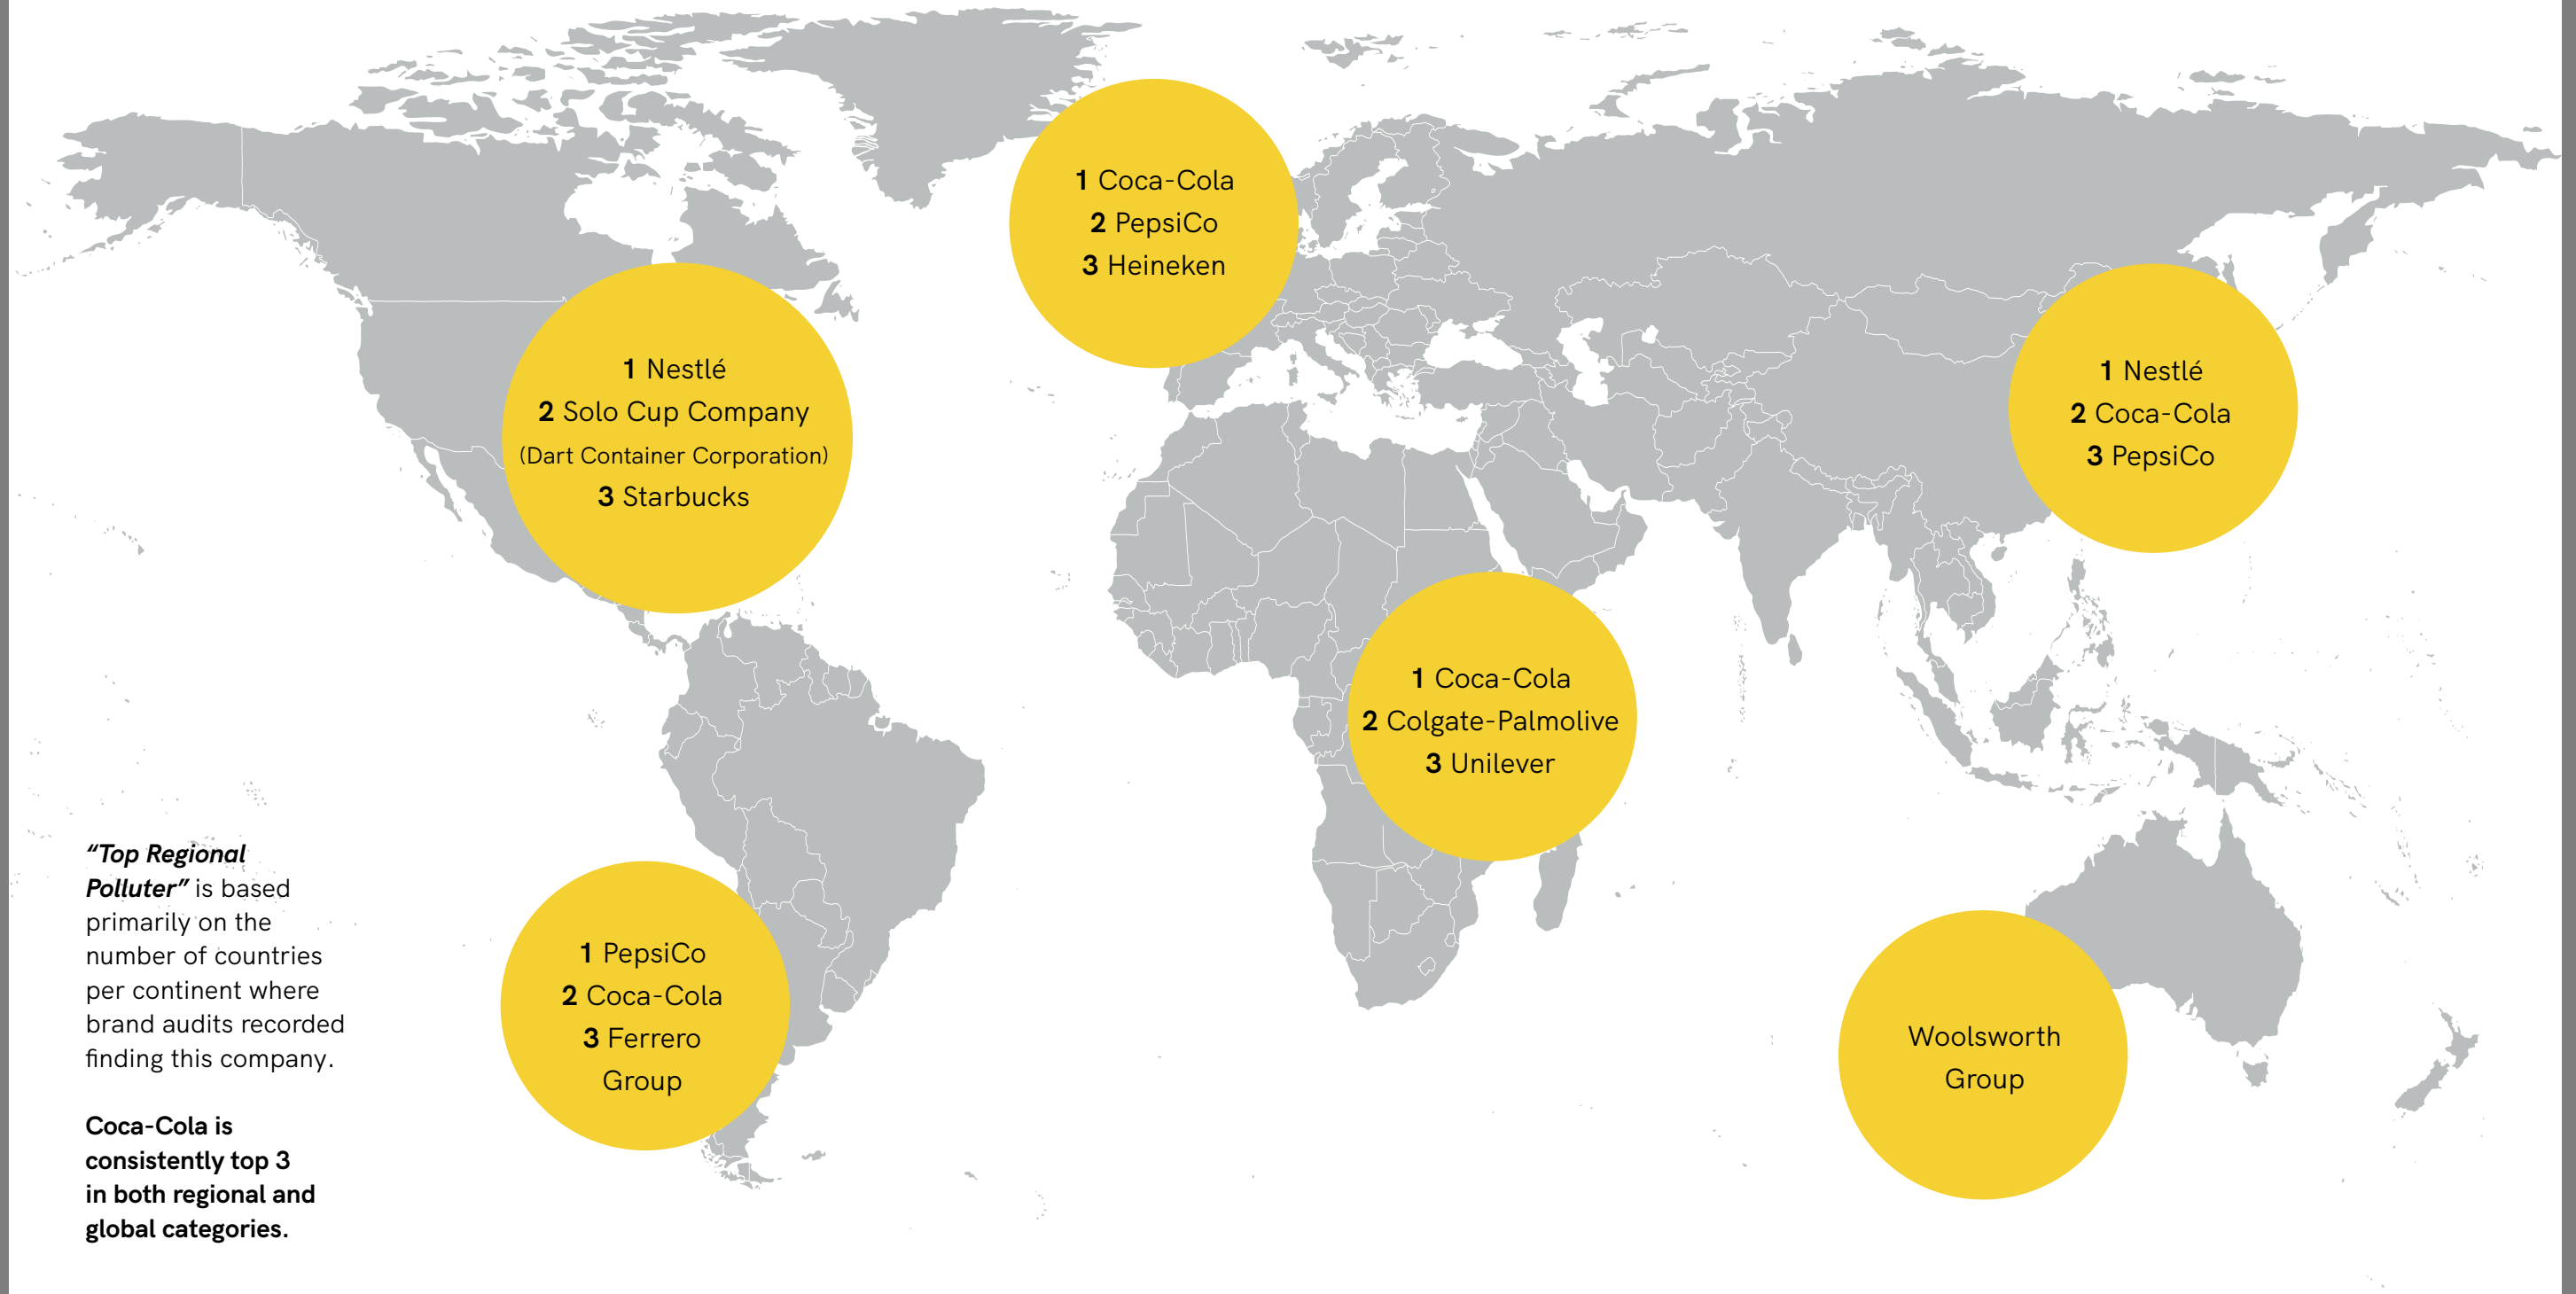 1 Coca-Cola
2 PepsiCo
3 Heineken
1 Nestlé
2 Solo Cup Company
(Dart Container Corporation)
3 Starbucks
1 Nestlé
2 Coca-Cola
3 PepsiCo
1 Coca-Cola
2 Colgate-Palmolive
3 Unilever
“Top Regional
Polluter” is based
primarily on the
number of countries
per continent where
brand audits recorded
finding this company.
Coca-Cola is
consistently top 3
in both regional and
global categories.
1 PepsiCo
2 Coca-Cola
3 Ferrero
Group
Woolsworth
Group